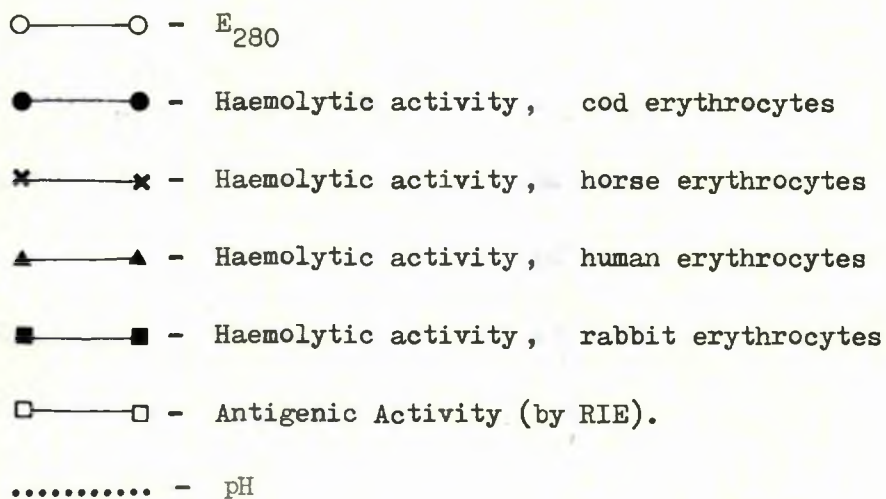 - E280
- Haemolytic activity, cod erythrocytes
- Haemolytic activity, horse erythrocytes
- Haemolytic activity, human erythrocytes
- Haemolytic activity, rabbit erythrocytes
- Antigenic Activity (by RIE).
- pH